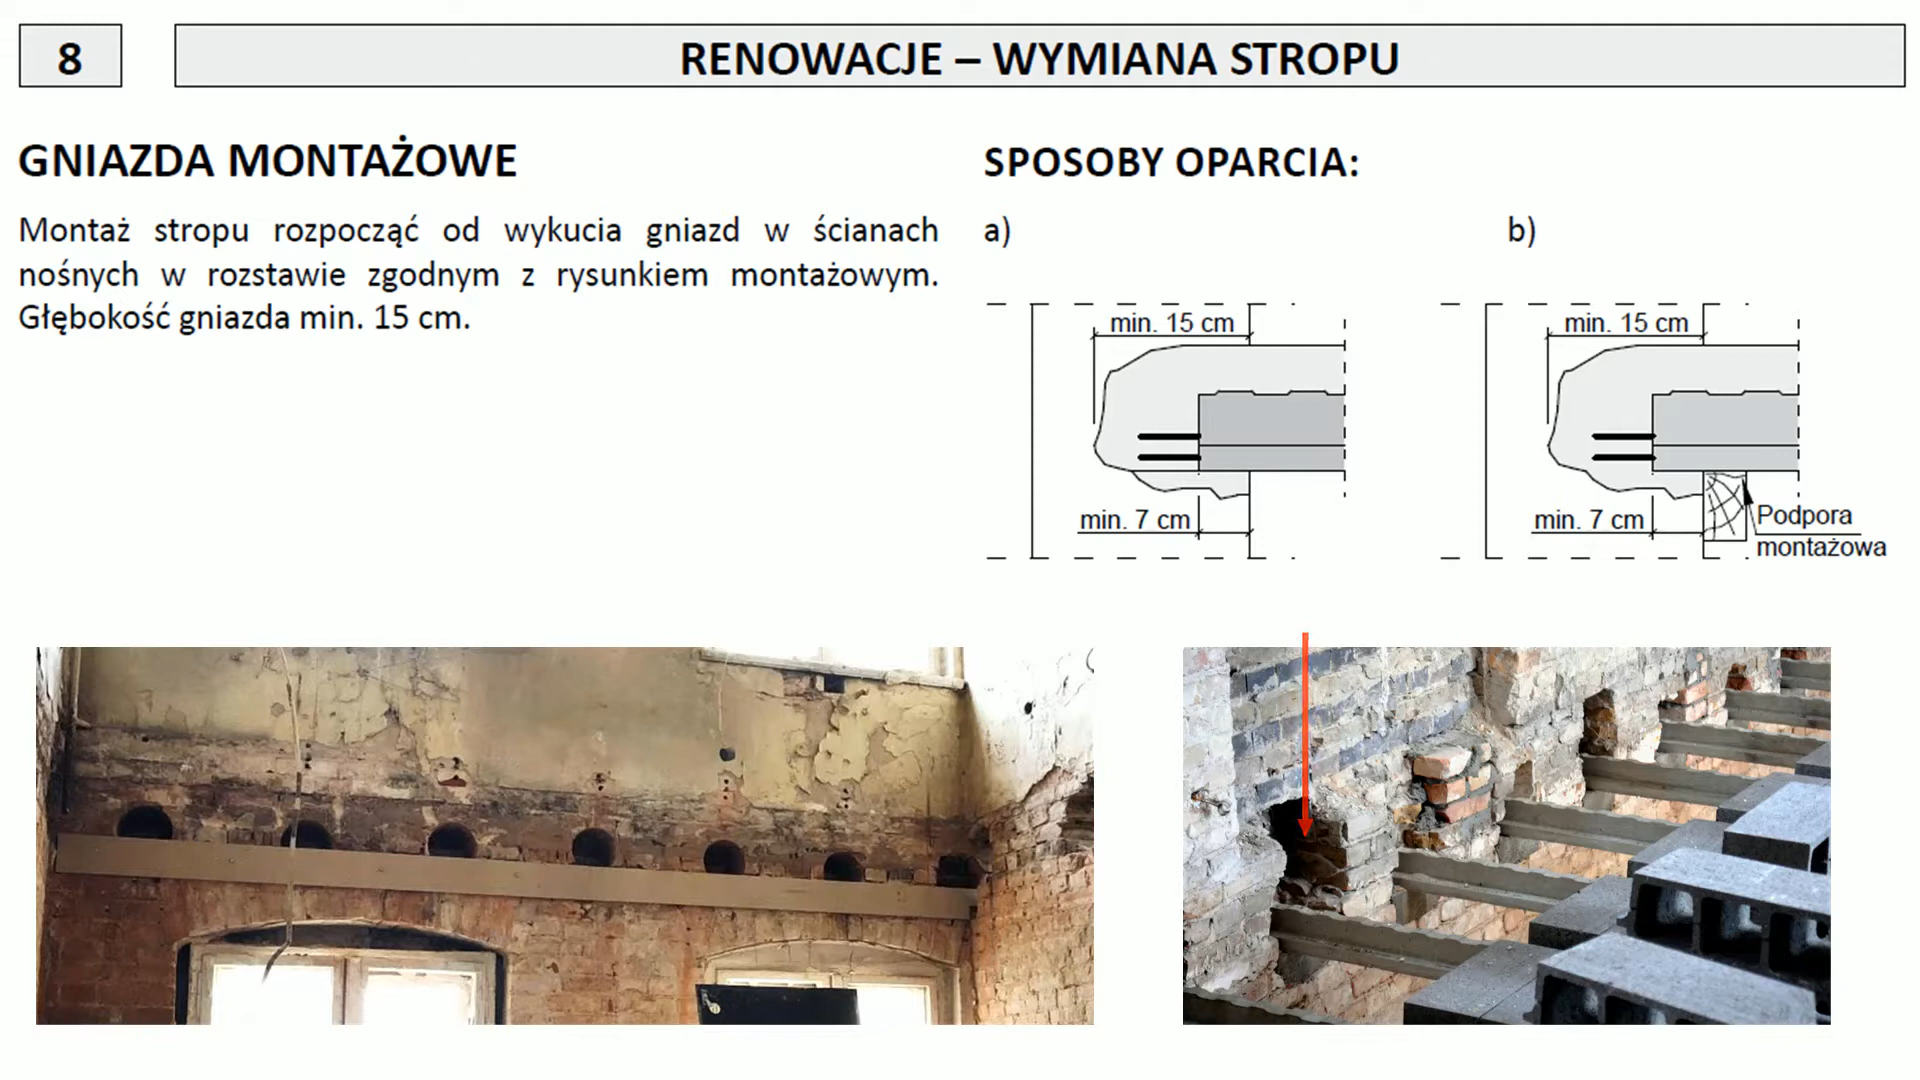 8
RENOWACJE – WYMIANA STROPU
GNIAZDA MONTAŻOWE
Montaż stropu rozpocząć od wykucia gniazd w ścianach
nośnych w rozstawie zgodnym z rysunkiem montażowym.
Głębokość gniazda min. 15 cm.
SPOSOBY OPARCIA:
a)
b)
min. 15 cm
min. 7 cm
min. 15 cm
min. 7 cm
Podpora
montażowa